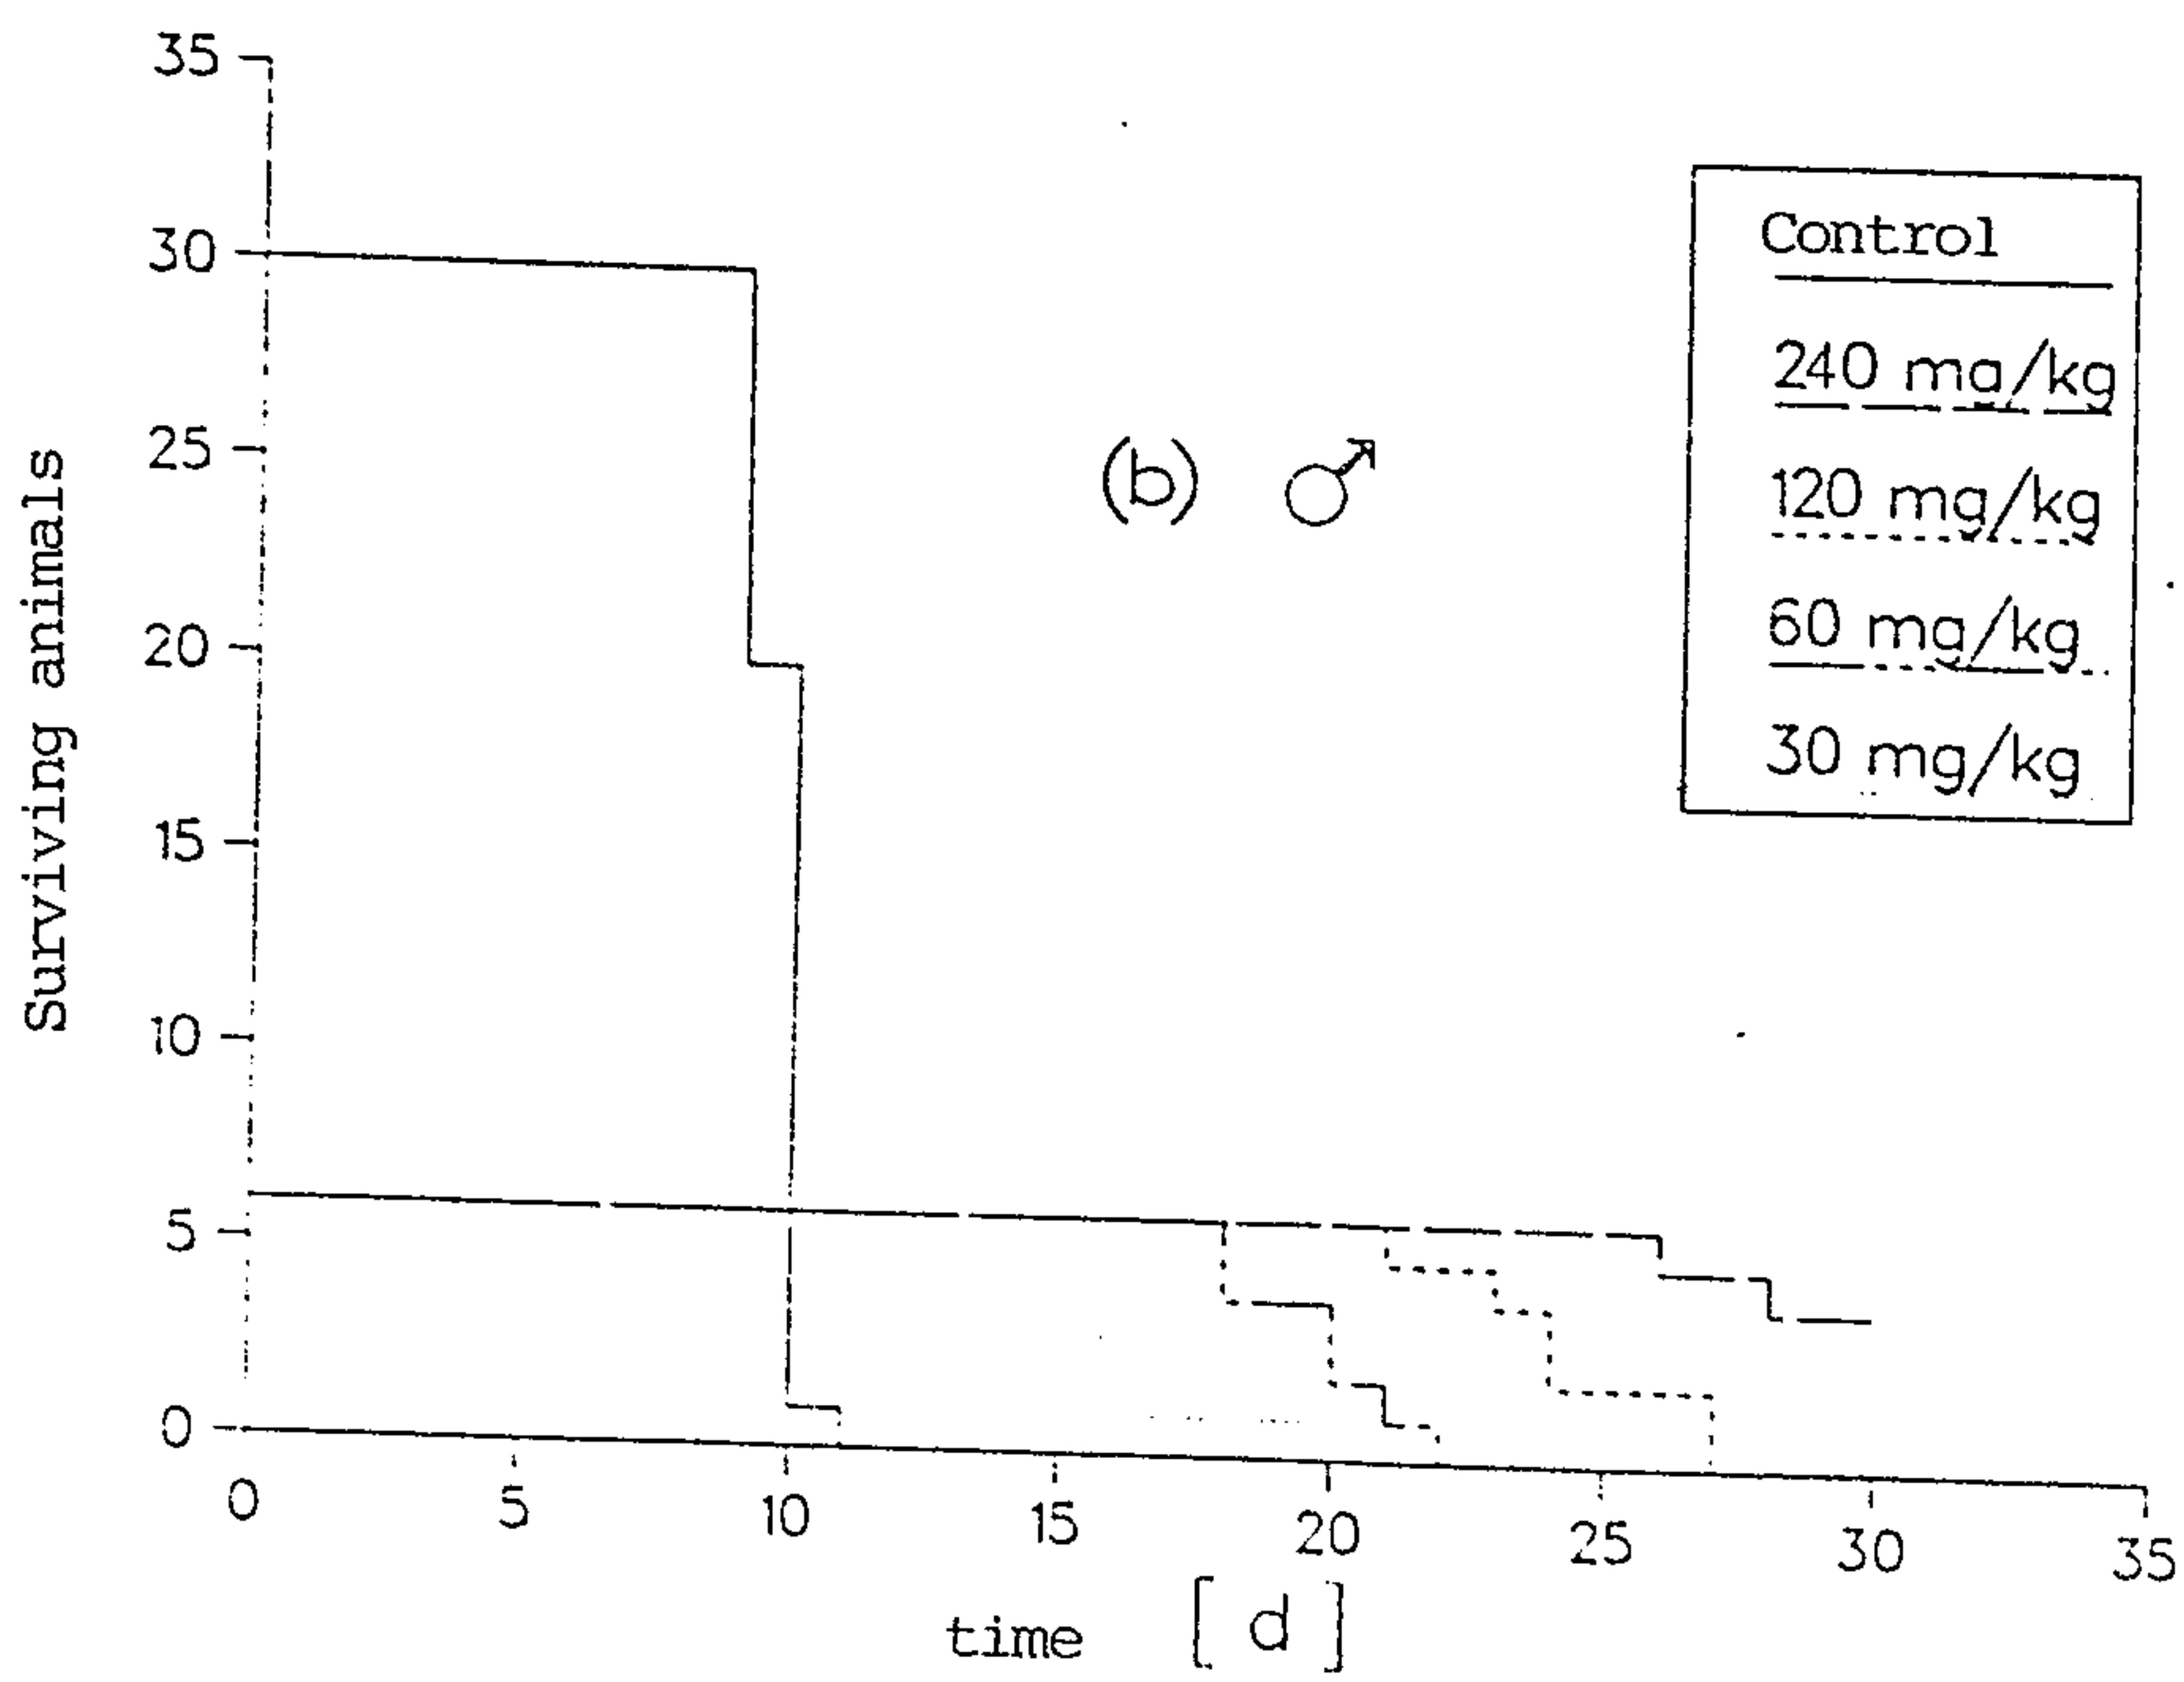 35
30
25
20
15
10
5
0
Surviving animals
(b) ♂
Control
240 mg/kg
120 mg/kg
60 mg/kg
30 mg/kg
0 5 10 15 20 25 30 35
time [d]